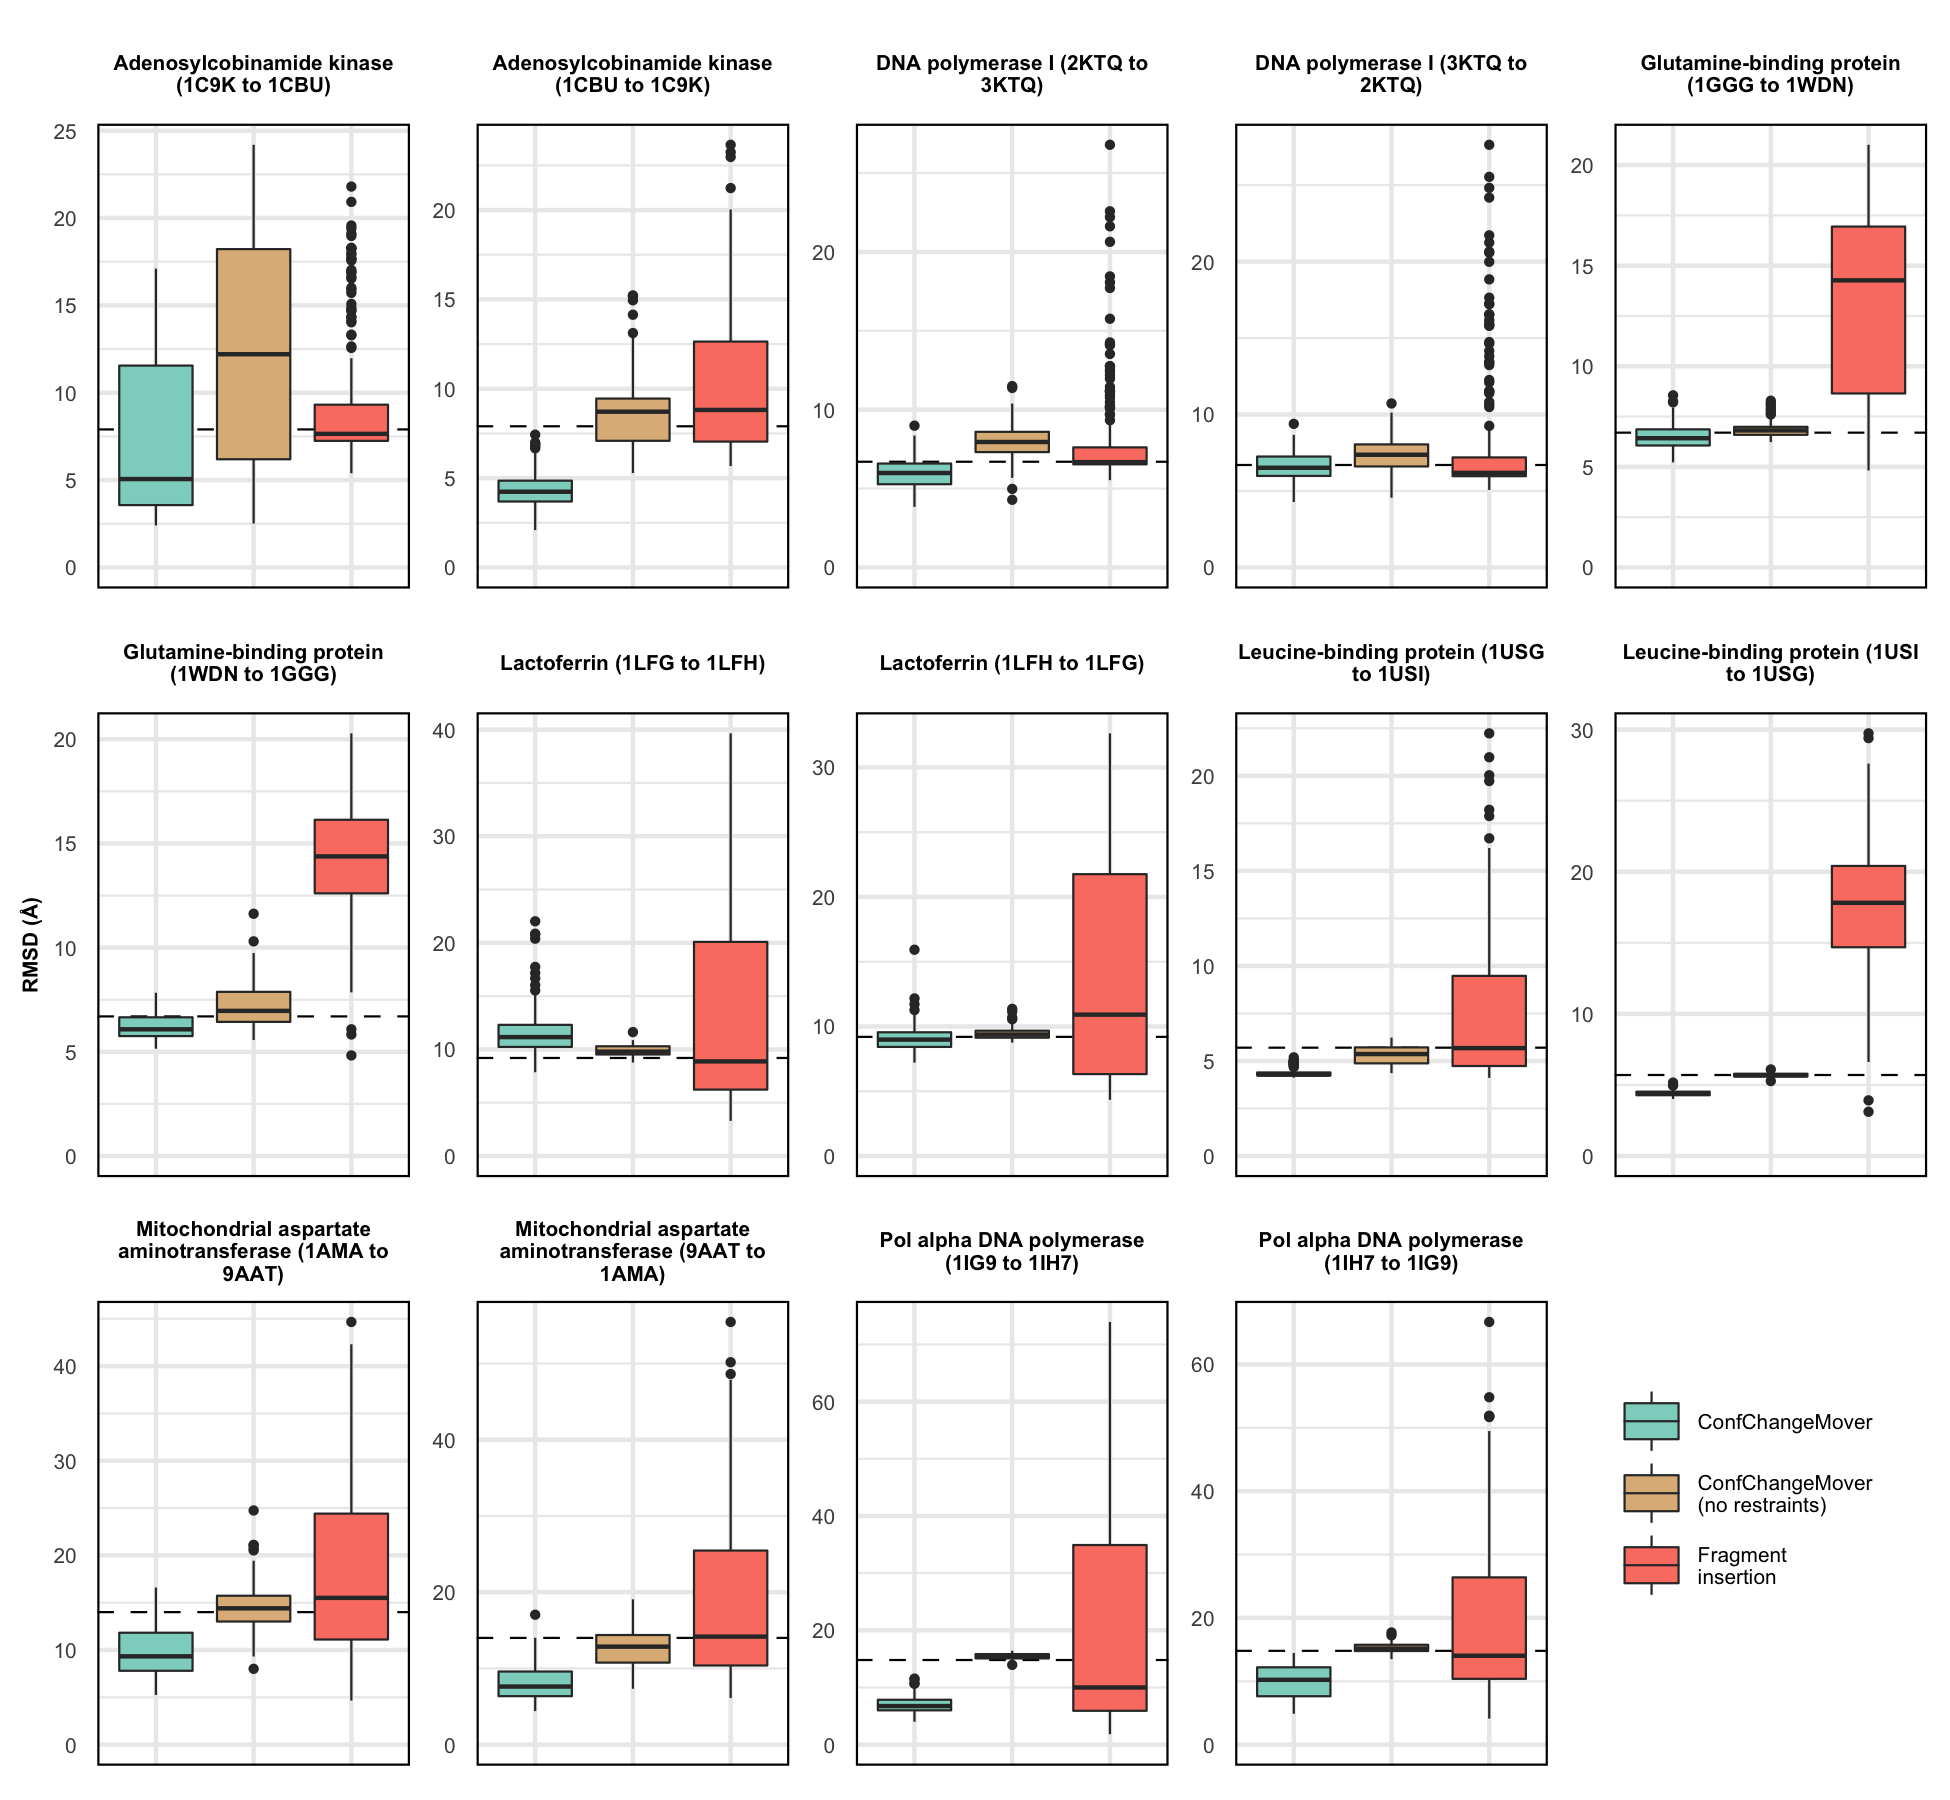 Adenosylcobinamide kinase
(1C9K to 1CBU)
Adenosylcobinamide kinase
(1CBU to 1C9K)
DNA polymerase I (2KTQ to
3KTQ)
DNA polymerase I (3KTQ to
2KTQ)
Glutamine-binding protein
(1GGG to 1WDN)
25
20
15
10
5
0
20
15
10
5
0
20
10
0
20
10
0
20
15
10
5
0
Glutamine-binding protein
(1WDN to 1GGG)
Lactoferrin (1LFG to 1LFH)
Lactoferrin (1LFH to 1LFG)
Leucine-binding protein (1USG
to 1USI)
Leucine-binding protein (1USI
to 1USG)
RMSD (Å)
20
15
10
5
0
40
30
20
10
0
30
20
10
0
20
15
10
5
0
30
20
10
0
Mitochondrial aspartate
aminotransferase (1AMA to
9AAT)
Mitochondrial aspartate
aminotransferase (9AAT to
1AMA)
Pol alpha DNA polymerase
(1IG9 to 1IH7)
Pol alpha DNA polymerase
(1IH7 to 1IG9)
40
30
20
10
0
40
20
0
60
40
20
0
60
40
20
0
ConfChangeMover
ConfChangeMover
(no restraints)
Fragment
insertion